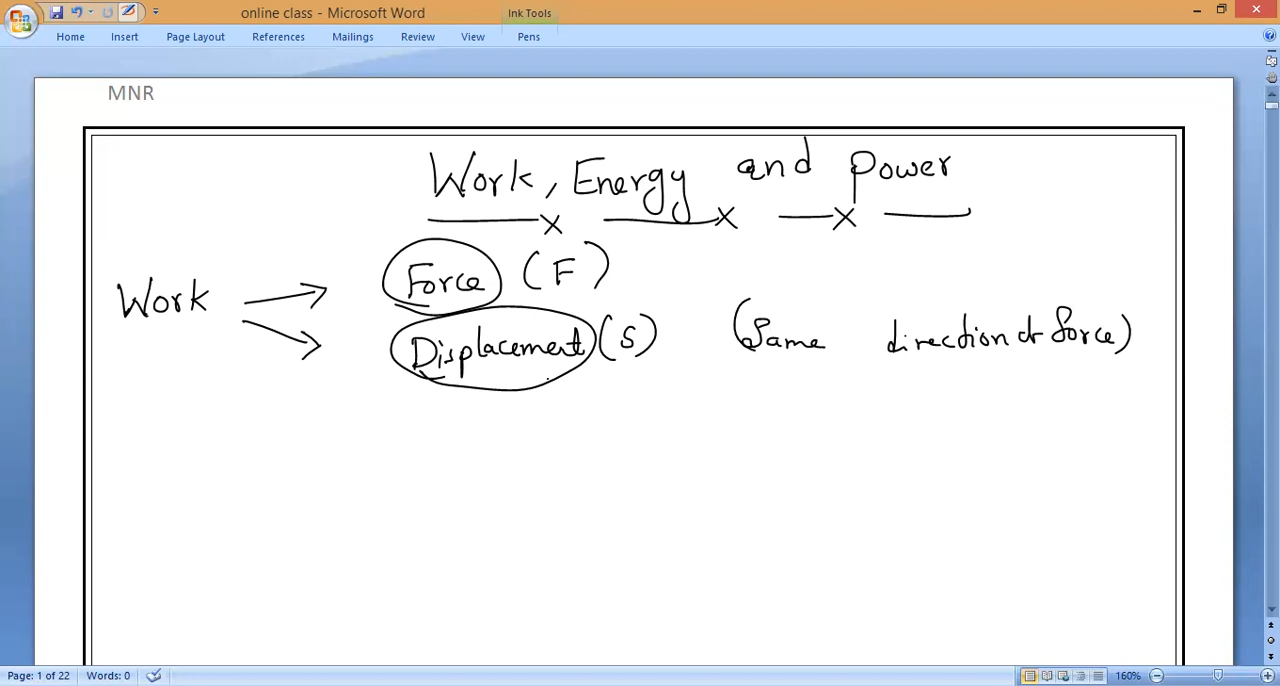 online class - Microsoft Word
Ink Tools
Home Insert Page Layout References Mailings Review View Pens
MNR
Work, Energy and Power
Force (F)
Work
Displacement (S) (Same direction of force)
Page: 1 of 22 Words: 0 160%